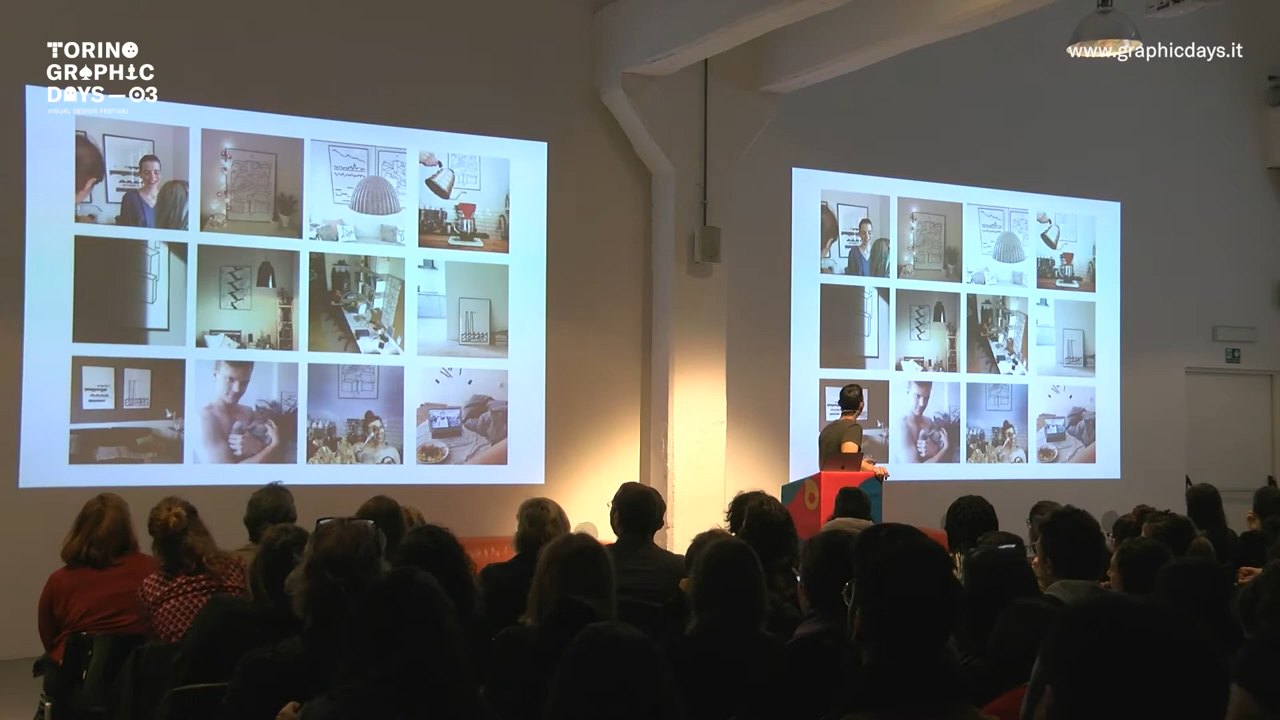 TORINO
GRAPHIC
DAYS—03
VISUAL DESIGN FESTIVAL
www.graphicdays.it